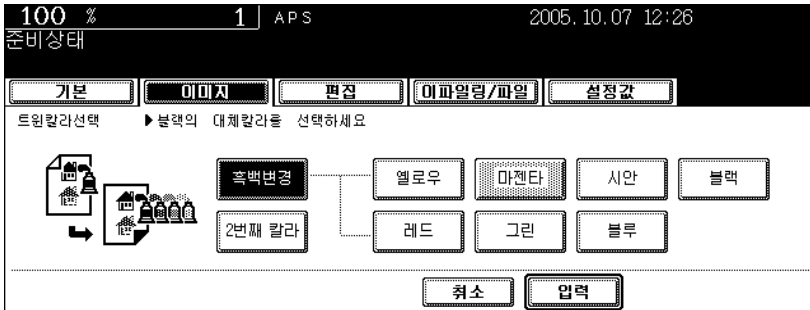 100 % 1 APS 2005.10.07 12:26
준비상태
기본 이미지 편집 이파일링/파일 설정값
트윈칼라선택 ▶블랙의 대체칼라을 선택하세요
흑백변경 옐로우 마젠타 시안 블랙
2번째 칼라 레드 그린 블루
취소 입력